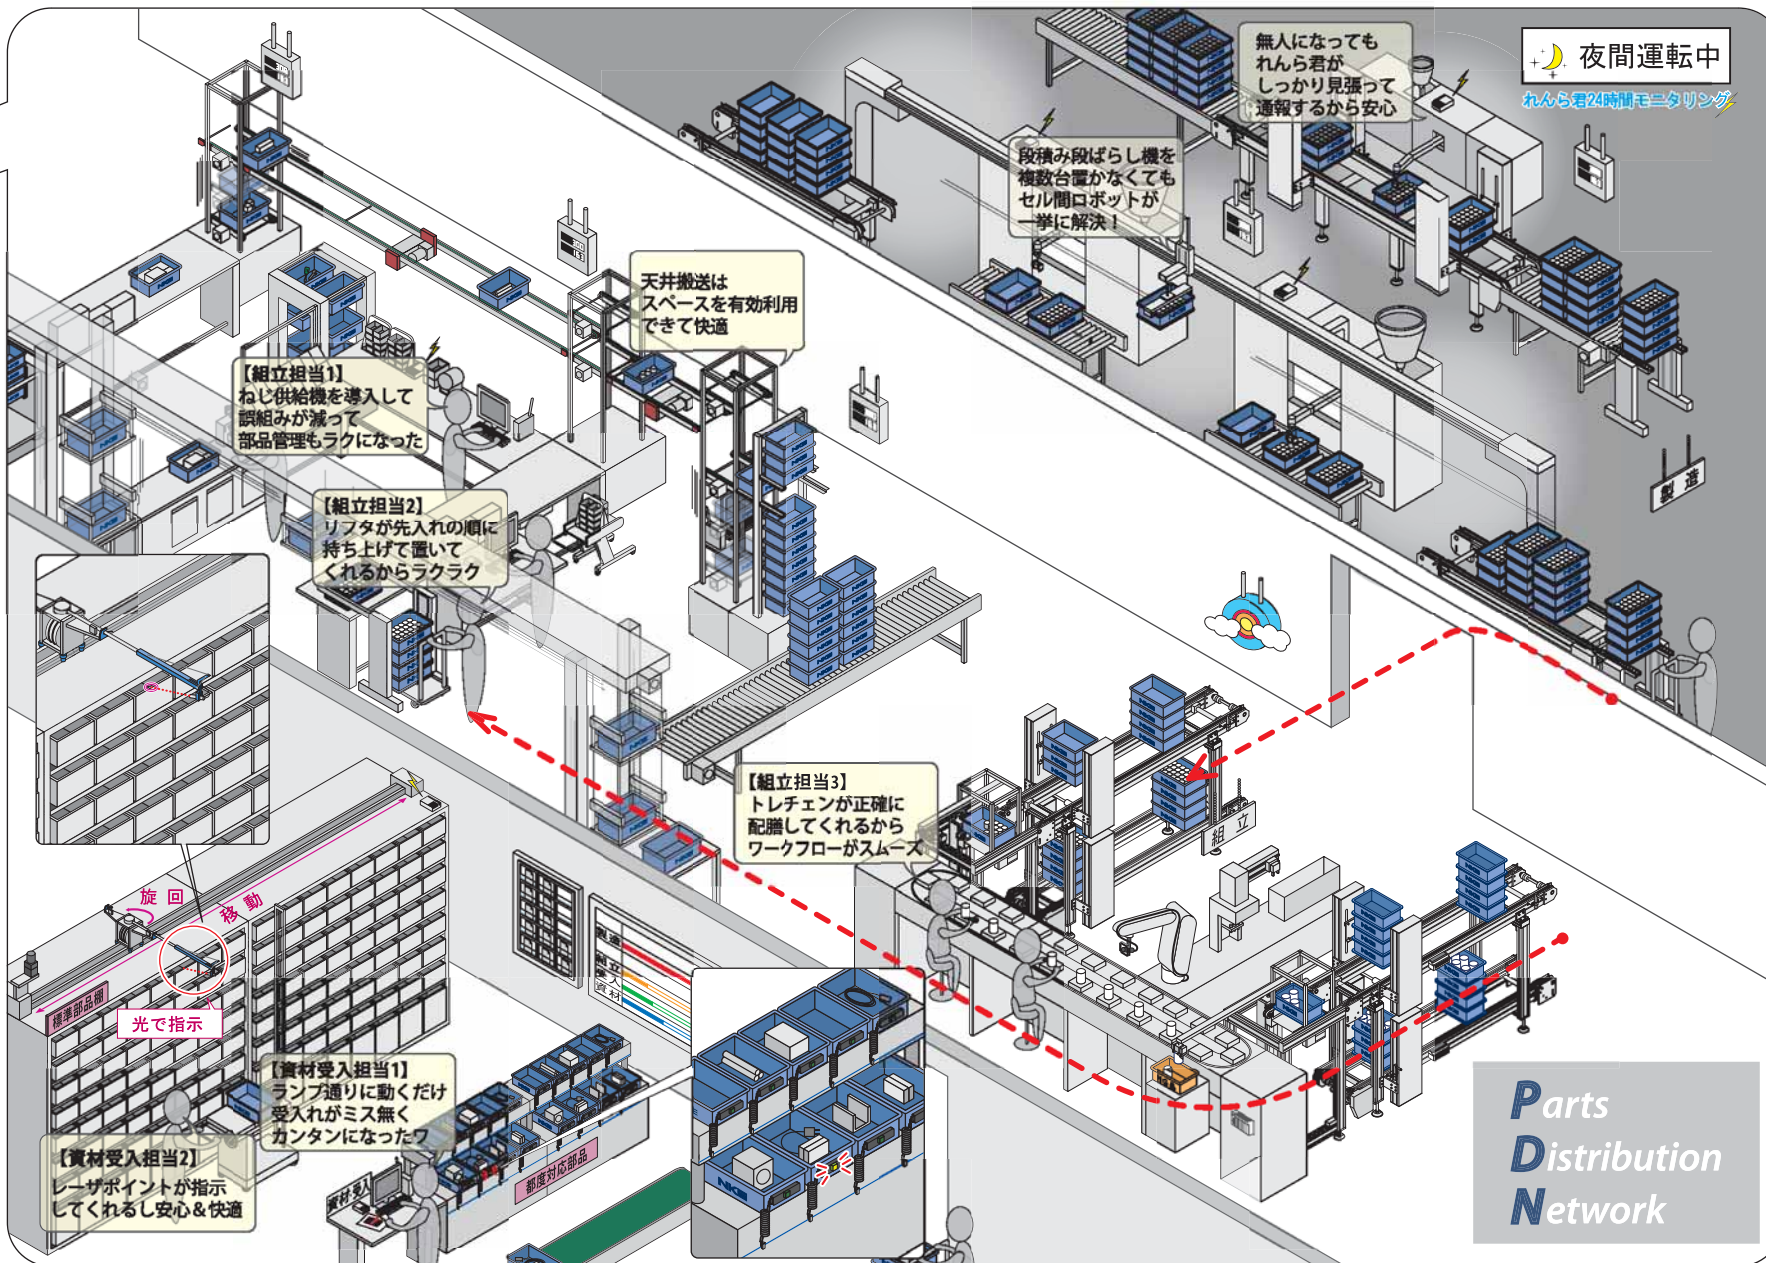 無人になっても
れんら君が
しっかり見張って
通報するから安心
夜間運転中
れんら君24時間モニタリング
段積み段ばらし機を
複数台置かなくても
セル間ロボットが
一挙に解決！
天井搬送は
スペースを有効利用
できて快適
【組立担当1】
ねじ供給機を導入して
誤組みが減って
部品管理もラクになった
【組立担当2】
リフタが先入れの順に
持ち上げて置いて
くれるからラクラク
製造
【組立担当3】
トレチェンが正確に
配膳してくれるから
ワークフローがスムーズ
組立
旋回
移動
標準部品棚
光で指示
製造
組立
受入
資材
【資材受入担当1】
ランプ通りに動くだけ
受入れがミス無く
カンタンになったワ
【資材受入担当2】
レーザポイントが指示
してくれるし安心＆快適
資材受入
都度対応部品
NKE
Parts
Distribution
Network